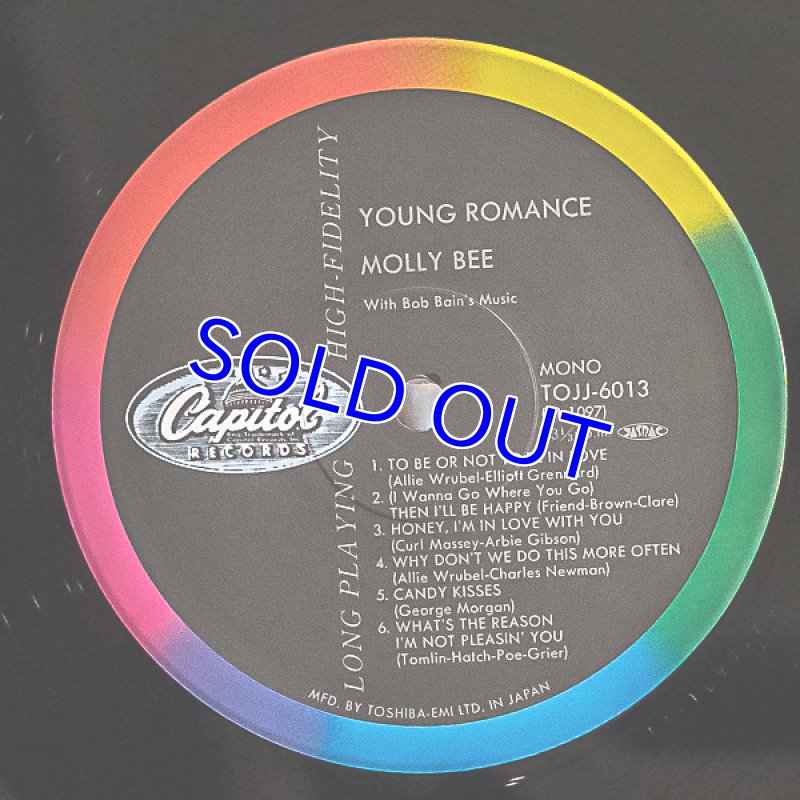 YOUNG ROMANCE
MOLLY BEE
With Bob Bain's Music
LONG PLAYING HIGH-FIDELITY
Capitol
RECORDS
MONO
TOJJ-6013
SOLD OUT
1. TO BE OR NOT IN LOVE
(Allie Wrubel-Elliott)
2. (I Wanna Go Where You Go)
THEN I'LL BE HAPPY (Friend-Brown-Clare)
3. HONEY, I'M IN LOVE WITH YOU
(Curl Massey-Arbie Gibson)
4. WHY DON'T WE DO THIS MORE OFTEN
(Allie Wrubel-Charles Newman)
5. CANDY KISSES
(George Morgan)
6. WHAT'S THE REASON
I'M NOT PLEASIN' YOU
(Tomlin-Hatch-Poe-Grier)
MFD. BY TOSHIBA-EMI LTD. IN JAPAN